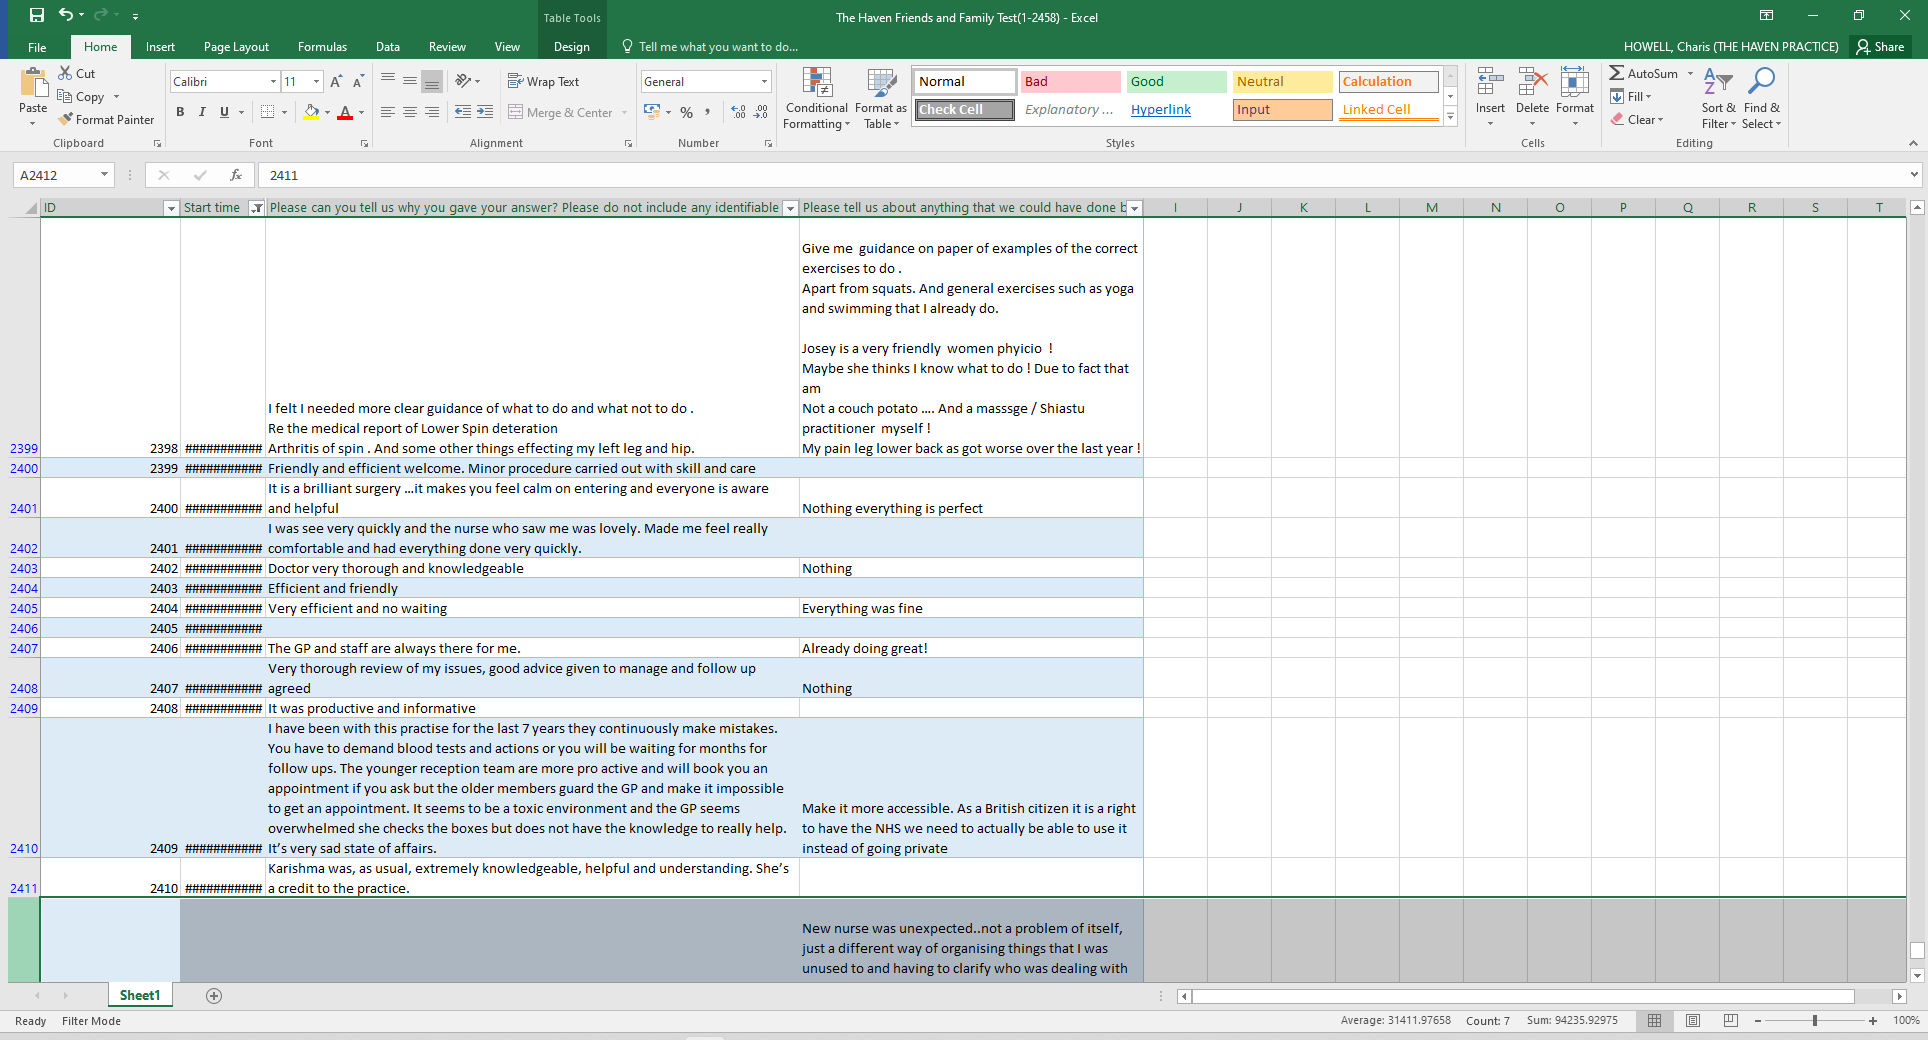 Table Tools
The Haven Friends and Family Test(1-2458) - Excel
File Home Insert Page Layout Formulas Data Review View Design Tell me what you want to do... HOWELL, Charis (THE HAVEN PRACTICE) Share
Paste
Cut
Copy
Format Painter
Clipboard
Calibri 11 A A
B I U A
Font
Wrap Text
Merge & Center
Alignment
General
% , .00 .0
Number
Conditional Formatting
Format as Table
Normal Bad Good Neutral Calculation
Check Cell Explanatory ... Hyperlink Input Linked Cell
Styles
Insert Delete Format
Cells
AutoSum
Fill
Clear
Sort & Filter
Find & Select
Editing
A2412 fx 2411
ID Start time Please can you tell us why you gave your answer? Please do not include any identifiable Please tell us about anything that we could have done b I J K L M N O P Q R S T
Give me guidance on paper of examples of the correct
exercises to do .
Apart from squats. And general exercises such as yoga
and swimming that I already do.
Josey is a very friendly women phyicio !
Maybe she thinks I know what to do ! Due to fact that
am
I felt I needed more clear guidance of what to do and what not to do . Not a couch potato .... And a masssge / Shiastu
Re the medical report of Lower Spin deteration practitioner myself !
2399 2398 ########### Arthritis of spin . And some other things effecting my left leg and hip. My pain leg lower back as got worse over the last year !
2400 2399 ########### Friendly and efficient welcome. Minor procedure carried out with skill and care
It is a brilliant surgery ...it makes you feel calm on entering and everyone is aware
2401 2400 ########### and helpful Nothing everything is perfect
I was see very quickly and the nurse who saw me was lovely. Made me feel really
2402 2401 ########### comfortable and had everything done very quickly.
2403 2402 ########### Doctor very thorough and knowledgeable Nothing
2404 2403 ########### Efficient and friendly
2405 2404 ########### Very efficient and no waiting Everything was fine
2406 2405 ###########
2407 2406 ########### The GP and staff are always there for me. Already doing great!
Very thorough review of my issues, good advice given to manage and follow up
2408 2407 ########### agreed Nothing
2409 2408 ########### It was productive and informative
I have been with this practise for the last 7 years they continuously make mistakes.
You have to demand blood tests and actions or you will be waiting for months for
follow ups. The younger reception team are more pro active and will book you an
appointment if you ask but the older members guard the GP and make it impossible
to get an appointment. It seems to be a toxic environment and the GP seems Make it more accessible. As a British citizen it is a right
overwhelmed she checks the boxes but does not have the knowledge to really help. to have the NHS we need to actually be able to use it
2410 2409 ########### It's very sad state of affairs. instead of going private
Karishma was, as usual, extremely knowledgeable, helpful and understanding. She's
2411 2410 ########### a credit to the practice.
New nurse was unexpected..not a problem of itself,
just a different way of organising things that I was
unused to and having to clarify who was dealing with
Sheet1
Ready Filter Mode Average: 31411.97658 Count: 7 Sum: 94235.92975 100%